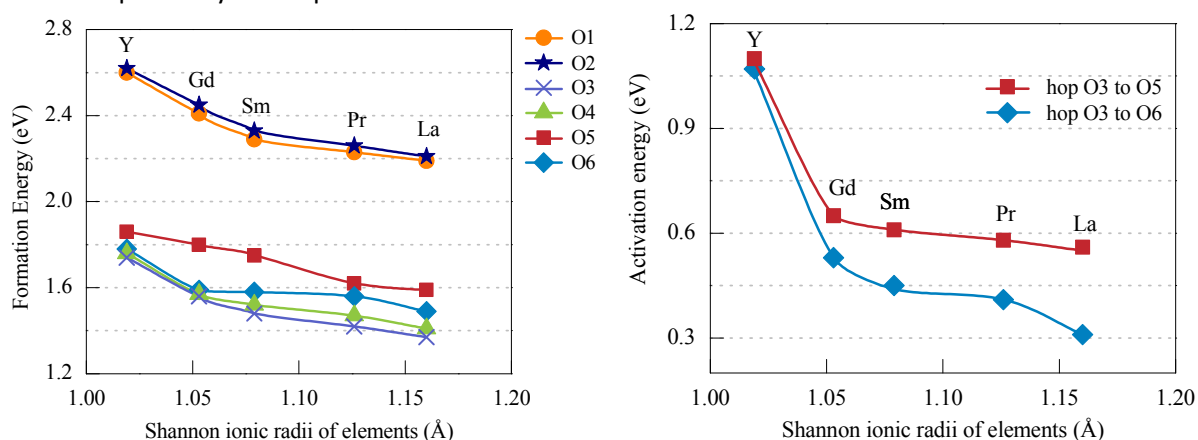 2.8
2.4
2.0
1.6
1.2
Formation Energy (eV)
Y
Gd
Sm
Pr
La
1.00
1.05
1.10
1.15
1.20
Shannon ionic radii of elements (Å)
O1
O2
O3
O4
O5
O6
1.2
0.9
0.6
0.3
Activation energy (eV)
Y
Gd
Sm
Pr
La
hop O3 to O5
hop O3 to O6
1.00
1.05
1.10
1.15
1.20
Shannon ionic radii of elements (Å)